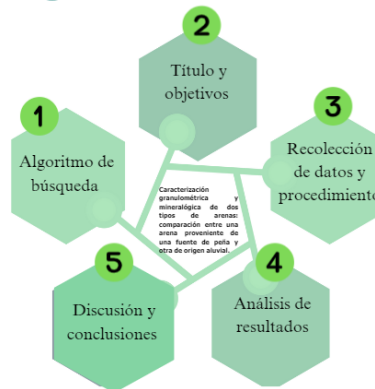 1
Algoritmo de
búsqueda
2
Título y
objetivos
3
Recolección
de datos y
procedimiento
4
Análisis de
resultados
5
Discusión y
conclusiones
Caracterización
granulométrica y
mineralógica de dos
tipos de arenas:
comparación entre una
arena proveniente de
una fuente de peña y
otra de origen aluvial.